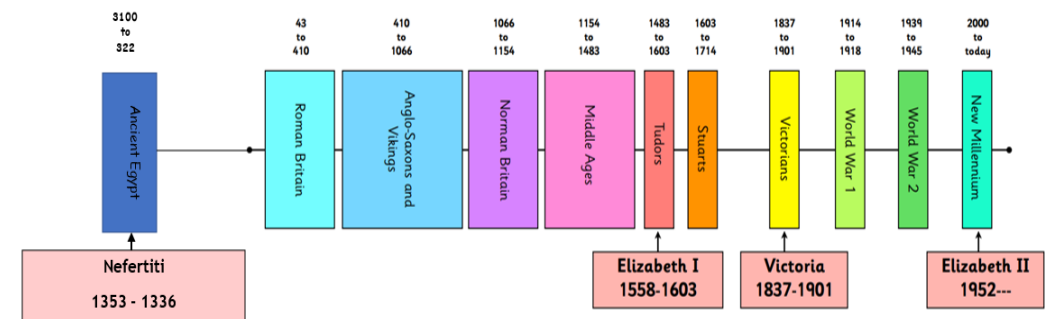 3100
to
322
43
to
410
410
to
1066
1066
to
1154
1154
to
1483
1483
to
1603
1603
to
1714
1837
to
1901
1914
to
1918
1939
to
1945
2000
to
today
Ancient Egypt
Roman Britain
Anglo-Saxons and
Vikings
Norman Britain
Middle Ages
Tudors
Stuarts
Victorians
World War 1
World War 2
New Millennium
Nefertiti
1353 - 1336
Elizabeth I
1558-1603
Victoria
1837-1901
Elizabeth II
1952---